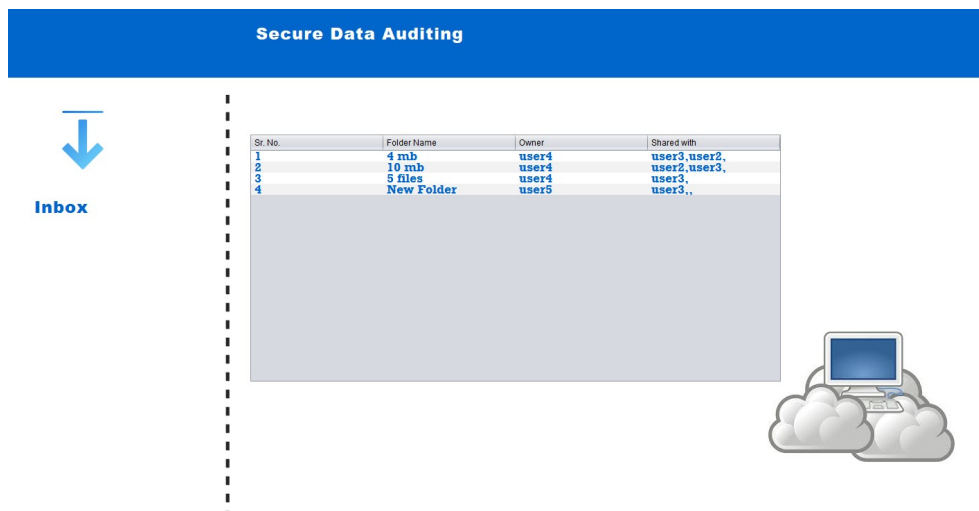 Secure Data Auditing
Inbox
Sr. No. Folder Name Owner Shared with
1 4 mb user4 user3,user2,
2 10 mb user4 user2,user3,
3 5 files user4 user3,
4 New Folder user5 user3,,